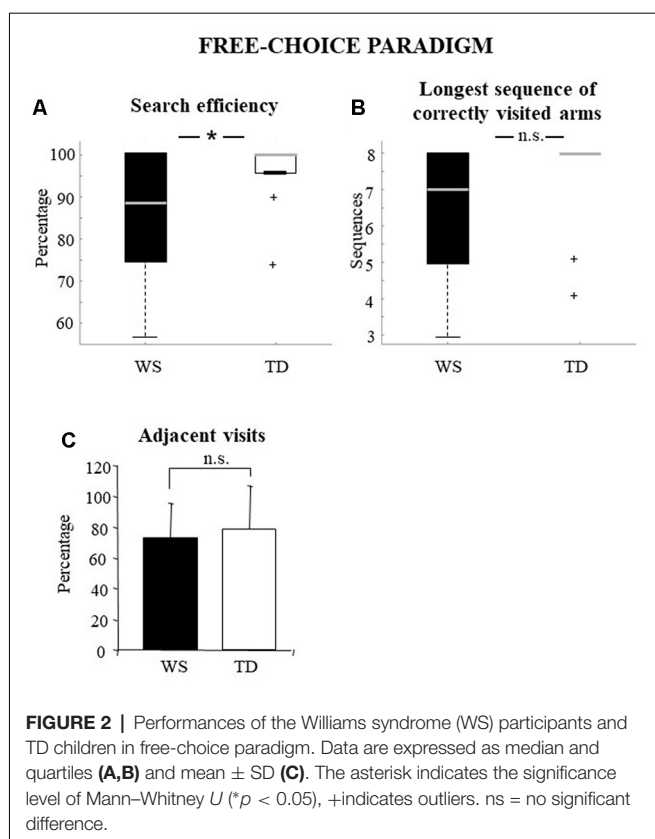 FREE-CHOICE PARADIGM
A
Search efficiency
*
Percentage
100
90
80
70
60
WS TD
B
Longest sequence of
correctly visited arms
n.s.
Sequences
8
7
6
5
4
3
WS TD
C
Adjacent visits
n.s.
Percentage
120
100
80
60
40
20
0
WS TD
FIGURE 2 | Performances of the Williams syndrome (WS) participants and
TD children in free-choice paradigm. Data are expressed as median and
quartiles (A,B) and mean ± SD (C). The asterisk indicates the significance
level of Mann–Whitney U (*p < 0.05), +indicates outliers. ns = no significant
difference.